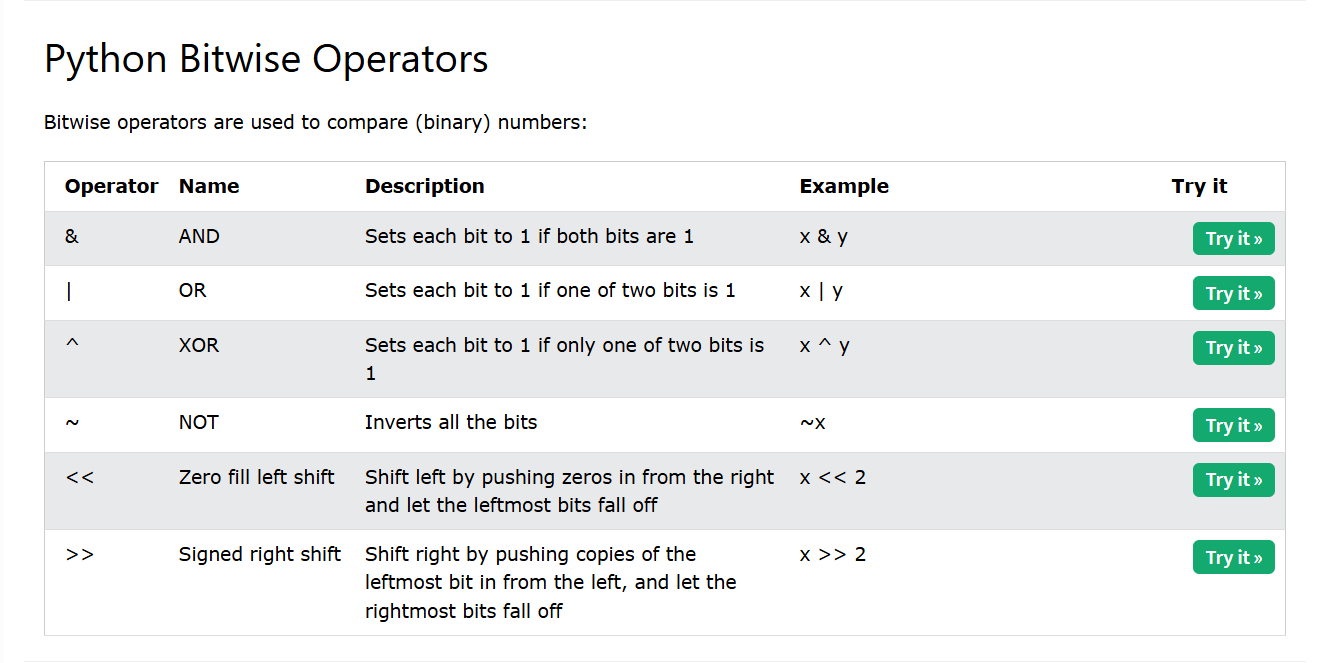 Python Bitwise Operators
Bitwise operators are used to compare (binary) numbers:
Operator Name Description Example Try it
& AND Sets each bit to 1 if both bits are 1 x & y Try it »
| OR Sets each bit to 1 if one of two bits is 1 x | y Try it »
^ XOR Sets each bit to 1 if only one of two bits is x ^ y Try it »
1
~ NOT Inverts all the bits ~x Try it »
<< Zero fill left shift Shift left by pushing zeros in from the right x << 2 Try it »
and let the leftmost bits fall off
>> Signed right shift Shift right by pushing copies of the x >> 2 Try it »
leftmost bit in from the left, and let the
rightmost bits fall off